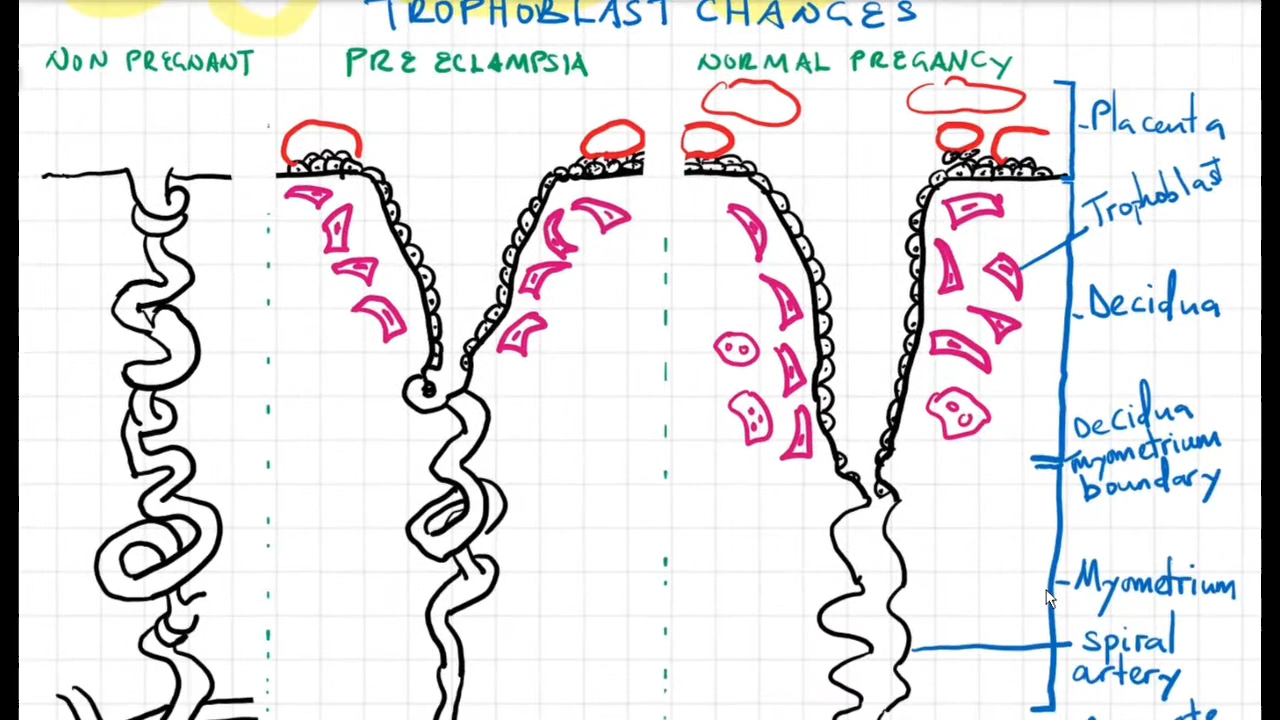 TROPHOBLAST CHANGES
NON PREGNANT
PRE ECLAMPSIA
NORMAL PREGANCY
-Placenta
Trophoblast
-Decidua
Decidua
myometrium
boundary
-Myometrium
spiral
artery